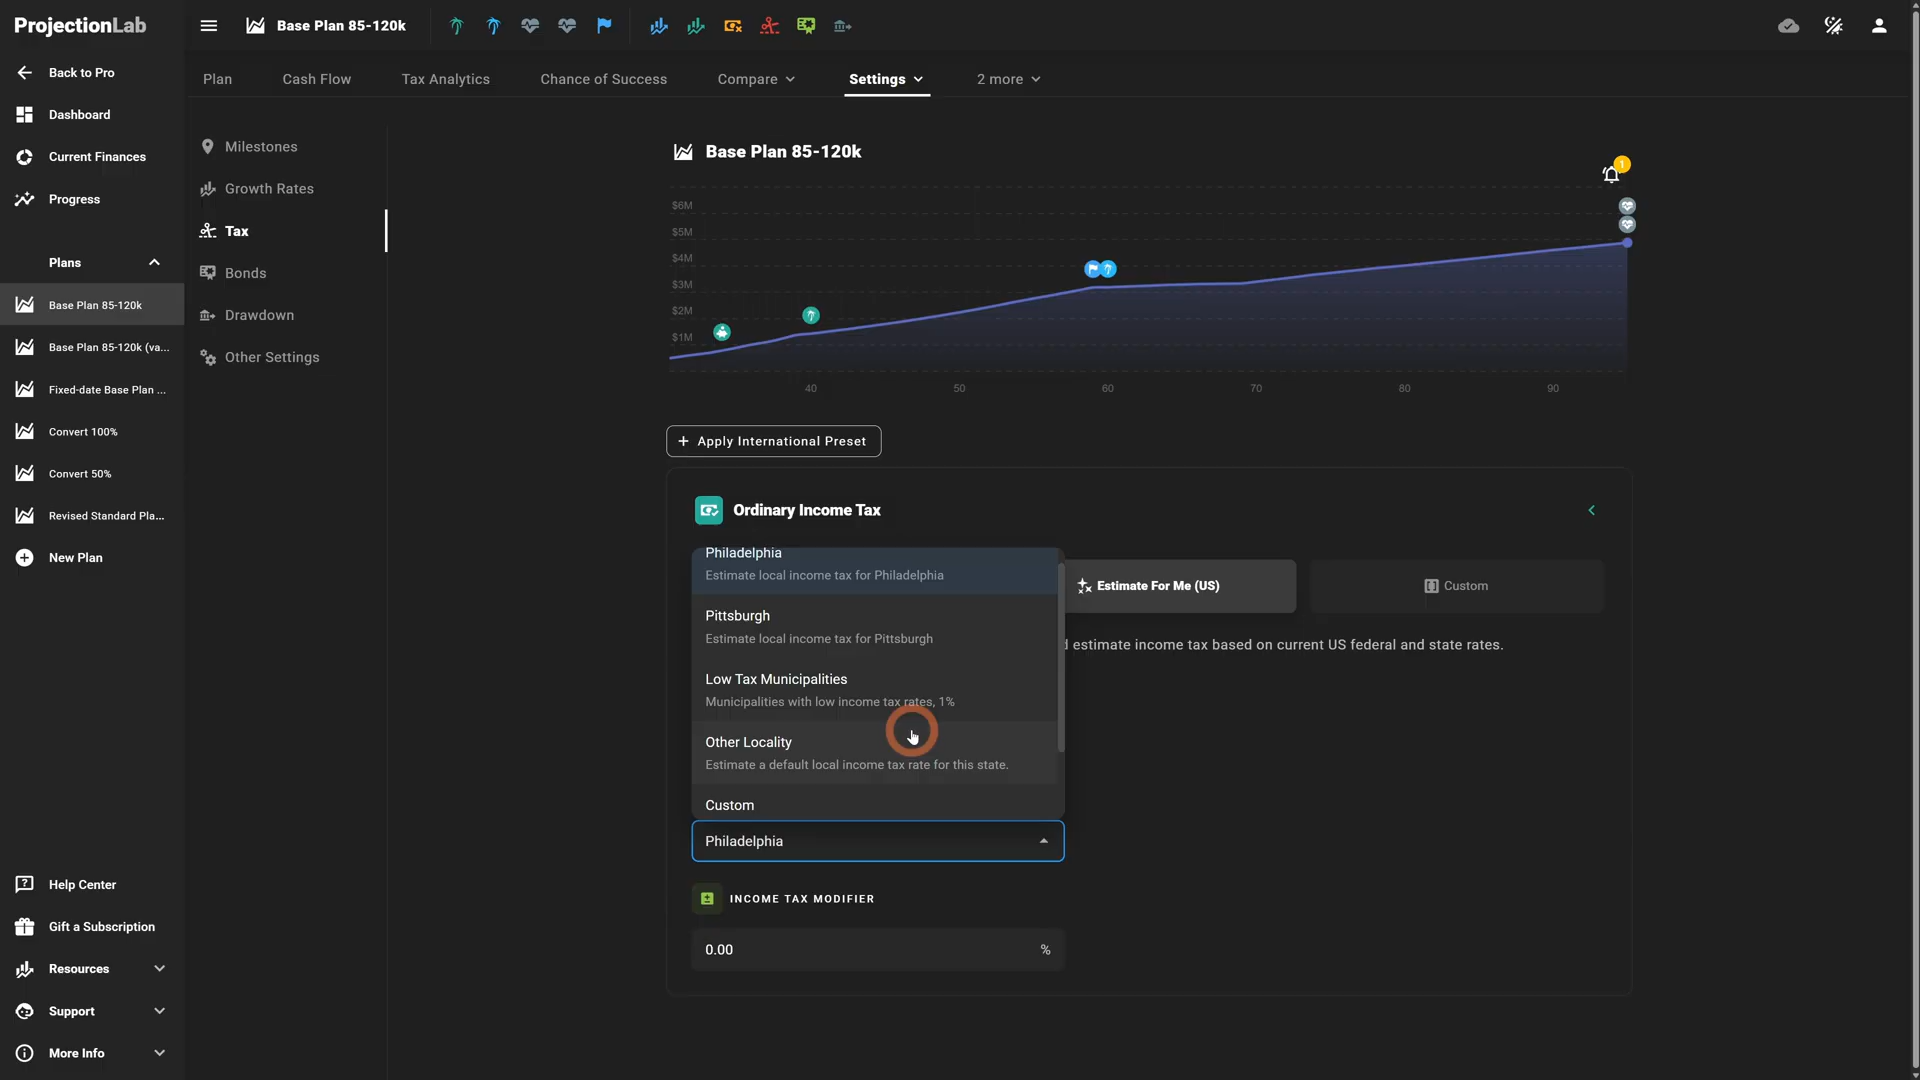 ProjectionLab
Base Plan 85-120k
Back to Pro
Dashboard
Current Finances
Progress
Plans
Base Plan 85-120k
Base Plan 85-120k (va...
Fixed-date Base Plan ...
Convert 100%
Convert 50%
Revised Standard Pla...
New Plan
Help Center
Gift a Subscription
Resources
Support
More Info
Plan
Cash Flow
Tax Analytics
Chance of Success
Compare
Settings
2 more
Milestones
Growth Rates
Tax
Bonds
Drawdown
Other Settings
Base Plan 85-120k
1
$6M
$5M
$4M
$3M
$2M
$1M
40 50 60 70 80 90
Apply International Preset
Ordinary Income Tax
Estimate For Me (US)
Custom
d estimate income tax based on current US federal and state rates.
Philadelphia
Estimate local income tax for Philadelphia
Pittsburgh
Estimate local income tax for Pittsburgh
Low Tax Municipalities
Municipalities with low income tax rates, 1%
Other Locality
Estimate a default local income tax rate for this state.
Custom
Philadelphia
INCOME TAX MODIFIER
0.00 %